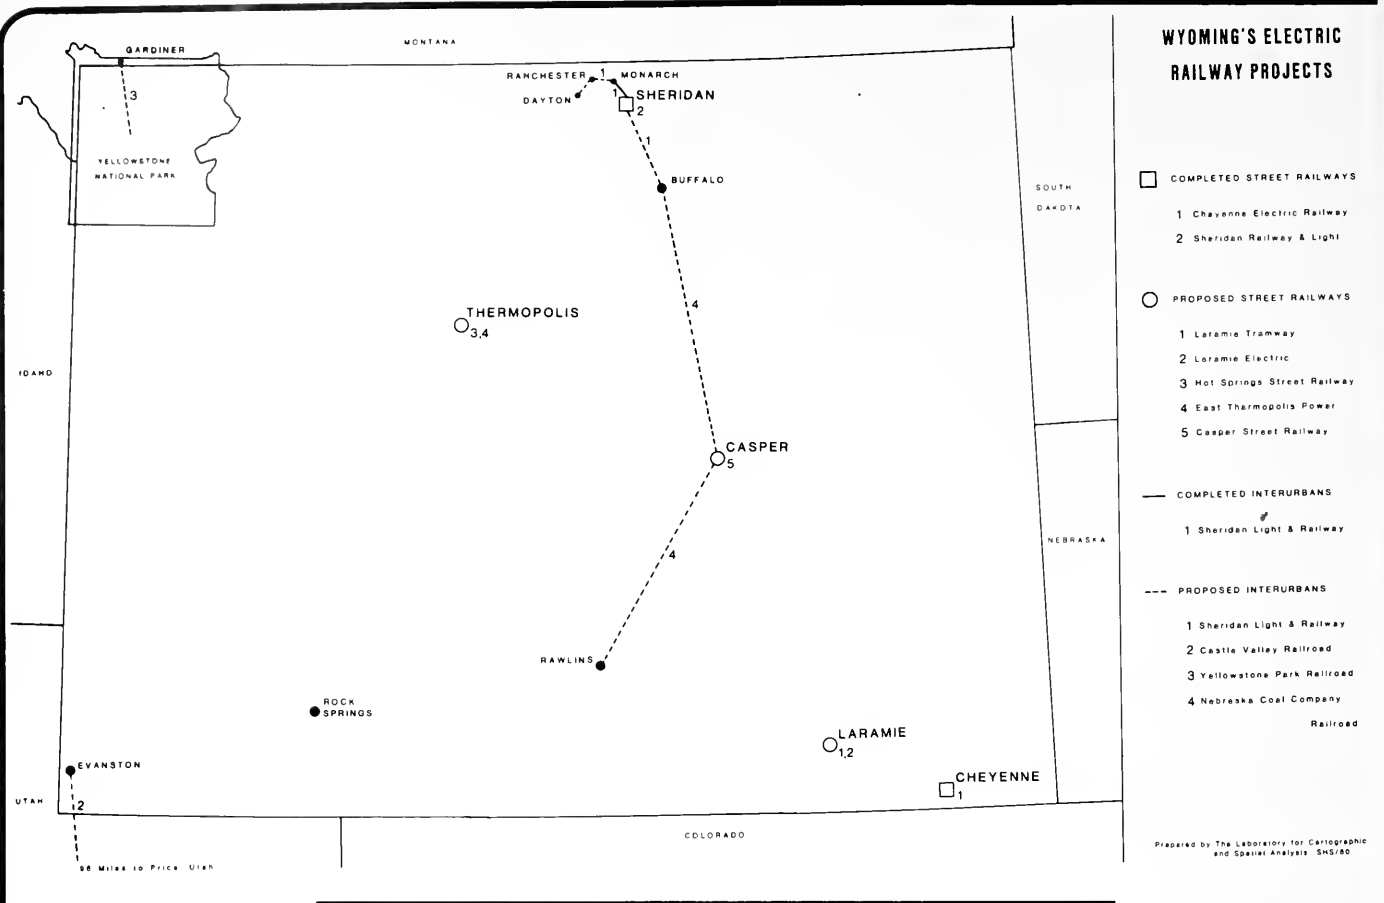 WYOMING'S ELECTRIC
RAILWAY PROJECTS
GARDINER
MONTANA
3
YELLOWSTONE
NATIONAL PARK
RANCHESTER
1
MONARCH
DAYTON
1
SHERIDAN
2
1
BUFFALO
SOUTH
DAKOTA
4
THERMOPOLIS
3,4
IDAHO
CASPER
5
NEBRASKA
4
RAWLINS
ROCK
SPRINGS
LARAMIE
1,2
EVANSTON
CHEYENNE
1
UTAH
2
COLORADO
96 Miles to Price Utah
COMPLETED STREET RAILWAYS
1 Cheyenne Electric Railway
2 Sheridan Railway & Light
PROPOSED STREET RAILWAYS
1 Laramie Tramway
2 Laramie Electric
3 Hot Springs Street Railway
4 East Thermopolis Power
5 Casper Street Railway
COMPLETED INTERURBANS
1 Sheridan Light & Railway
PROPOSED INTERURBANS
1 Sheridan Light & Railway
2 Castle Valley Railroad
3 Yellowstone Park Railroad
4 Nebraska Coal Company
Railroad
Prepared by The Laboratory for Cartographic
and Spatial Analysis SHS/80